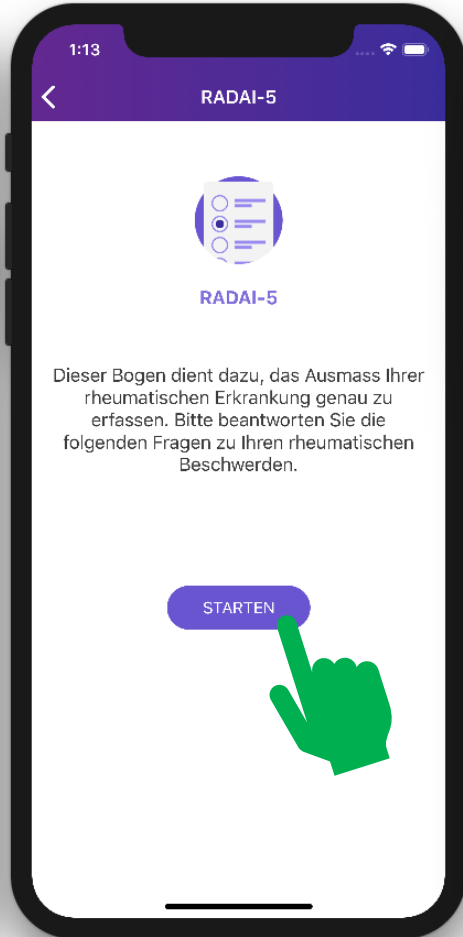 1:13
RADAI-5
RADAI-5
Dieser Bogen dient dazu, das Ausmass Ihrer
rheumatischen Erkrankung genau zu
erfassen. Bitte beantworten Sie die
folgenden Fragen zu Ihren rheumatischen
Beschwerden.
STARTEN